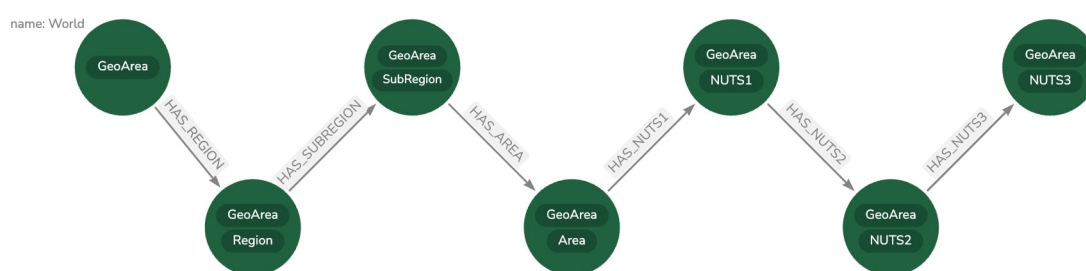 name: World
GeoArea
HAS_REGION
GeoArea
Region
HAS_SUBREGION
GeoArea
SubRegion
HAS_AREA
GeoArea
Area
HAS_NUTS1
GeoArea
NUTS1
HAS_NUTS2
GeoArea
NUTS2
HAS_NUTS3
GeoArea
NUTS3